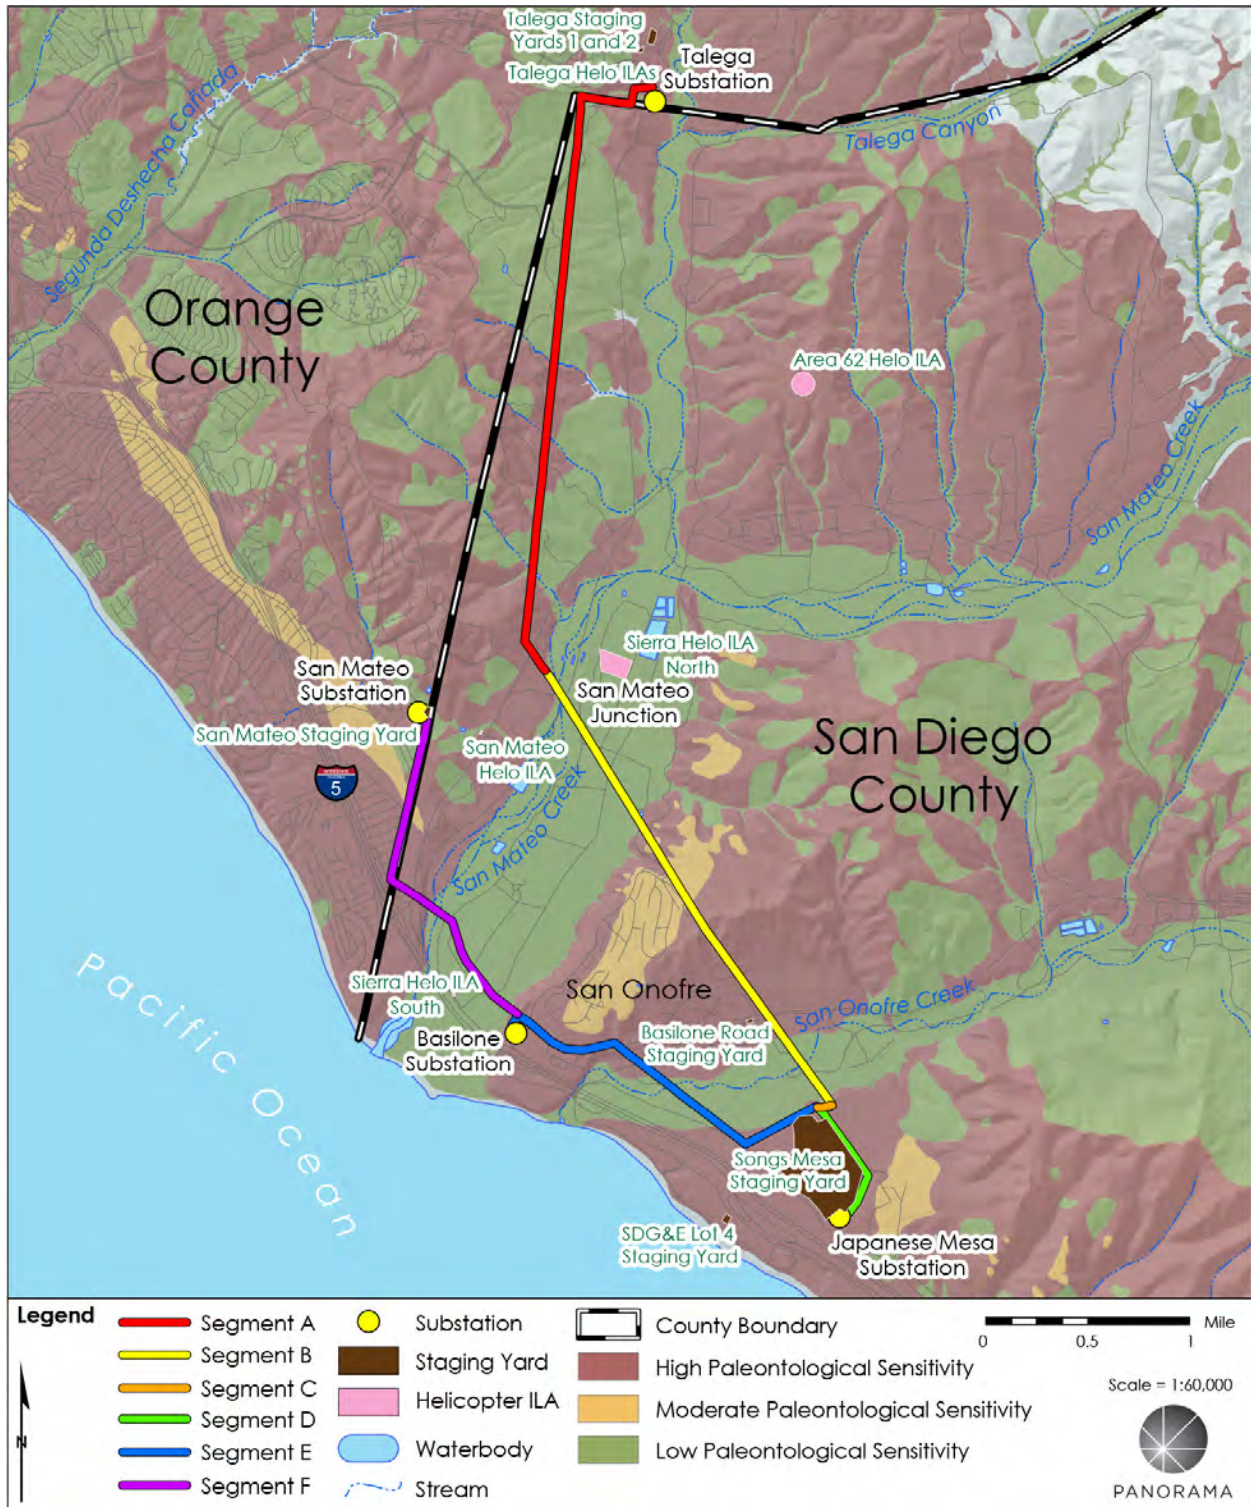 Talega Staging
Yards 1 and 2
Talega Helo ILAs
Talega
Substation
Segunda Deshecha Cañada
Talega Canyon
Orange
County
Area 62 Helo ILA
San Mateo Creek
Sierra Helo ILA
North
San Mateo
Substation
San Mateo
Junction
San Mateo Staging Yard
San Mateo
Helo ILA
San Diego
County
INTERSTATE
CALIFORNIA
5
San Mateo Creek
Pacific Ocean
Sierra Helo ILA
South
San Onofre
San Onofre Creek
Basilone
Substation
Basilone Road
Staging Yard
Songs Mesa
Staging Yard
SDG&E Lot 4
Staging Yard
Japanese Mesa
Substation
Legend
N
Segment A
Segment B
Segment C
Segment D
Segment E
Segment F
Substation
Staging Yard
Helicopter ILA
Waterbody
Stream
County Boundary
High Paleontological Sensitivity
Moderate Paleontological Sensitivity
Low Paleontological Sensitivity
Mile
0 0.5 1
Scale = 1:60,000
PANORAMA